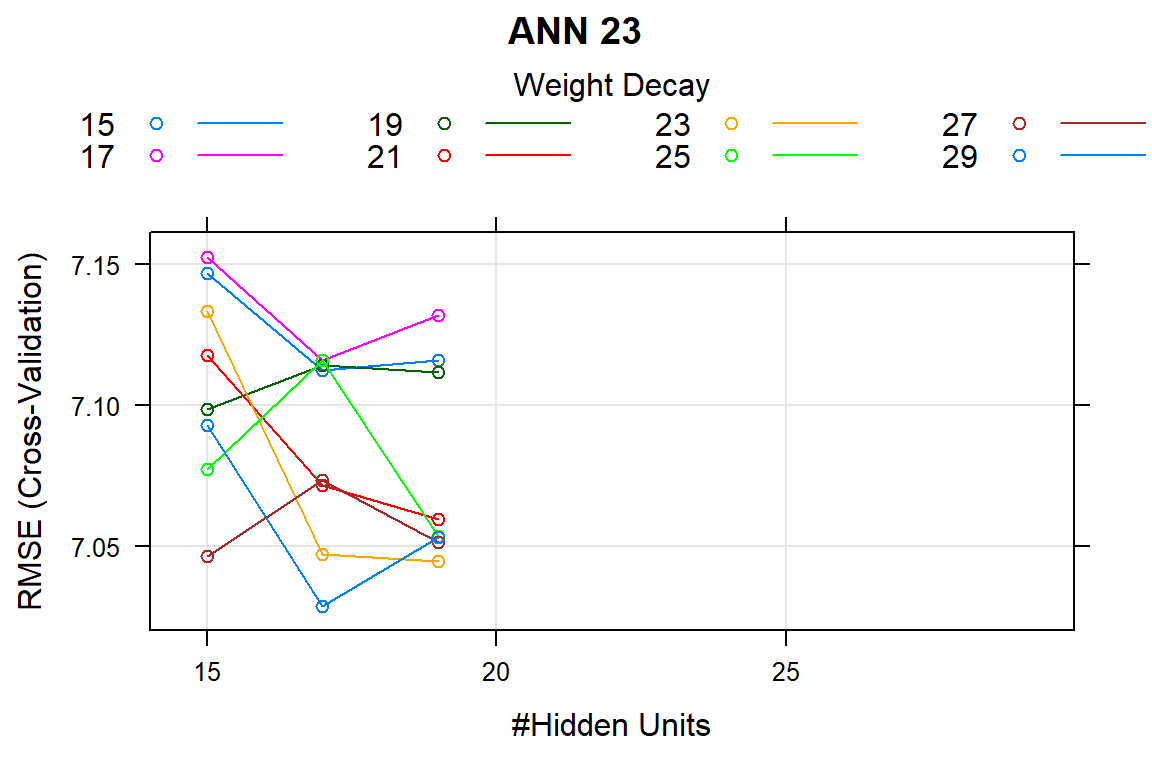 ANN 23
Weight Decay
15 19 23 27
17 21 25 29
RMSE (Cross-Validation)
7.15
7.10
7.05
15 20 25
#Hidden Units